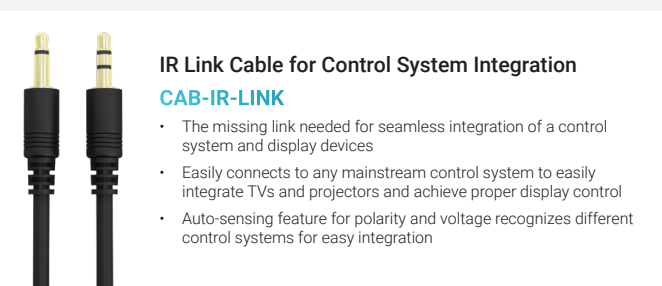 IR Link Cable for Control System Integration
CAB-IR-LINK
• The missing link needed for seamless integration of a control
system and display devices
• Easily connects to any mainstream control system to easily
integrate TVs and projectors and achieve proper display control
• Auto-sensing feature for polarity and voltage recognizes different
control systems for easy integration